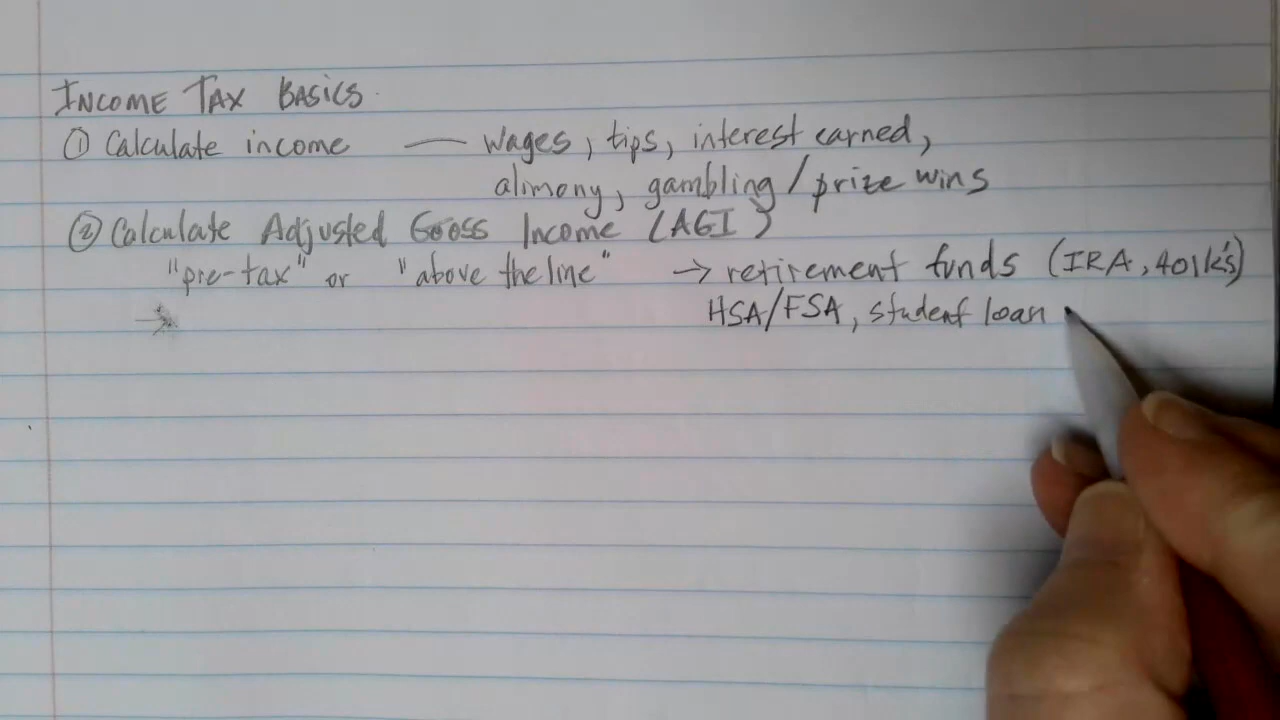 INCOME TAX BASICS
① Calculate income — wages, tips, interest earned,
alimony, gambling/prize wins
② Calculate Adjusted Gross Income (AGI)
"pre-tax" or "above the line" → retirement funds (IRA, 401k's)
→ HSA/FSA, student loan